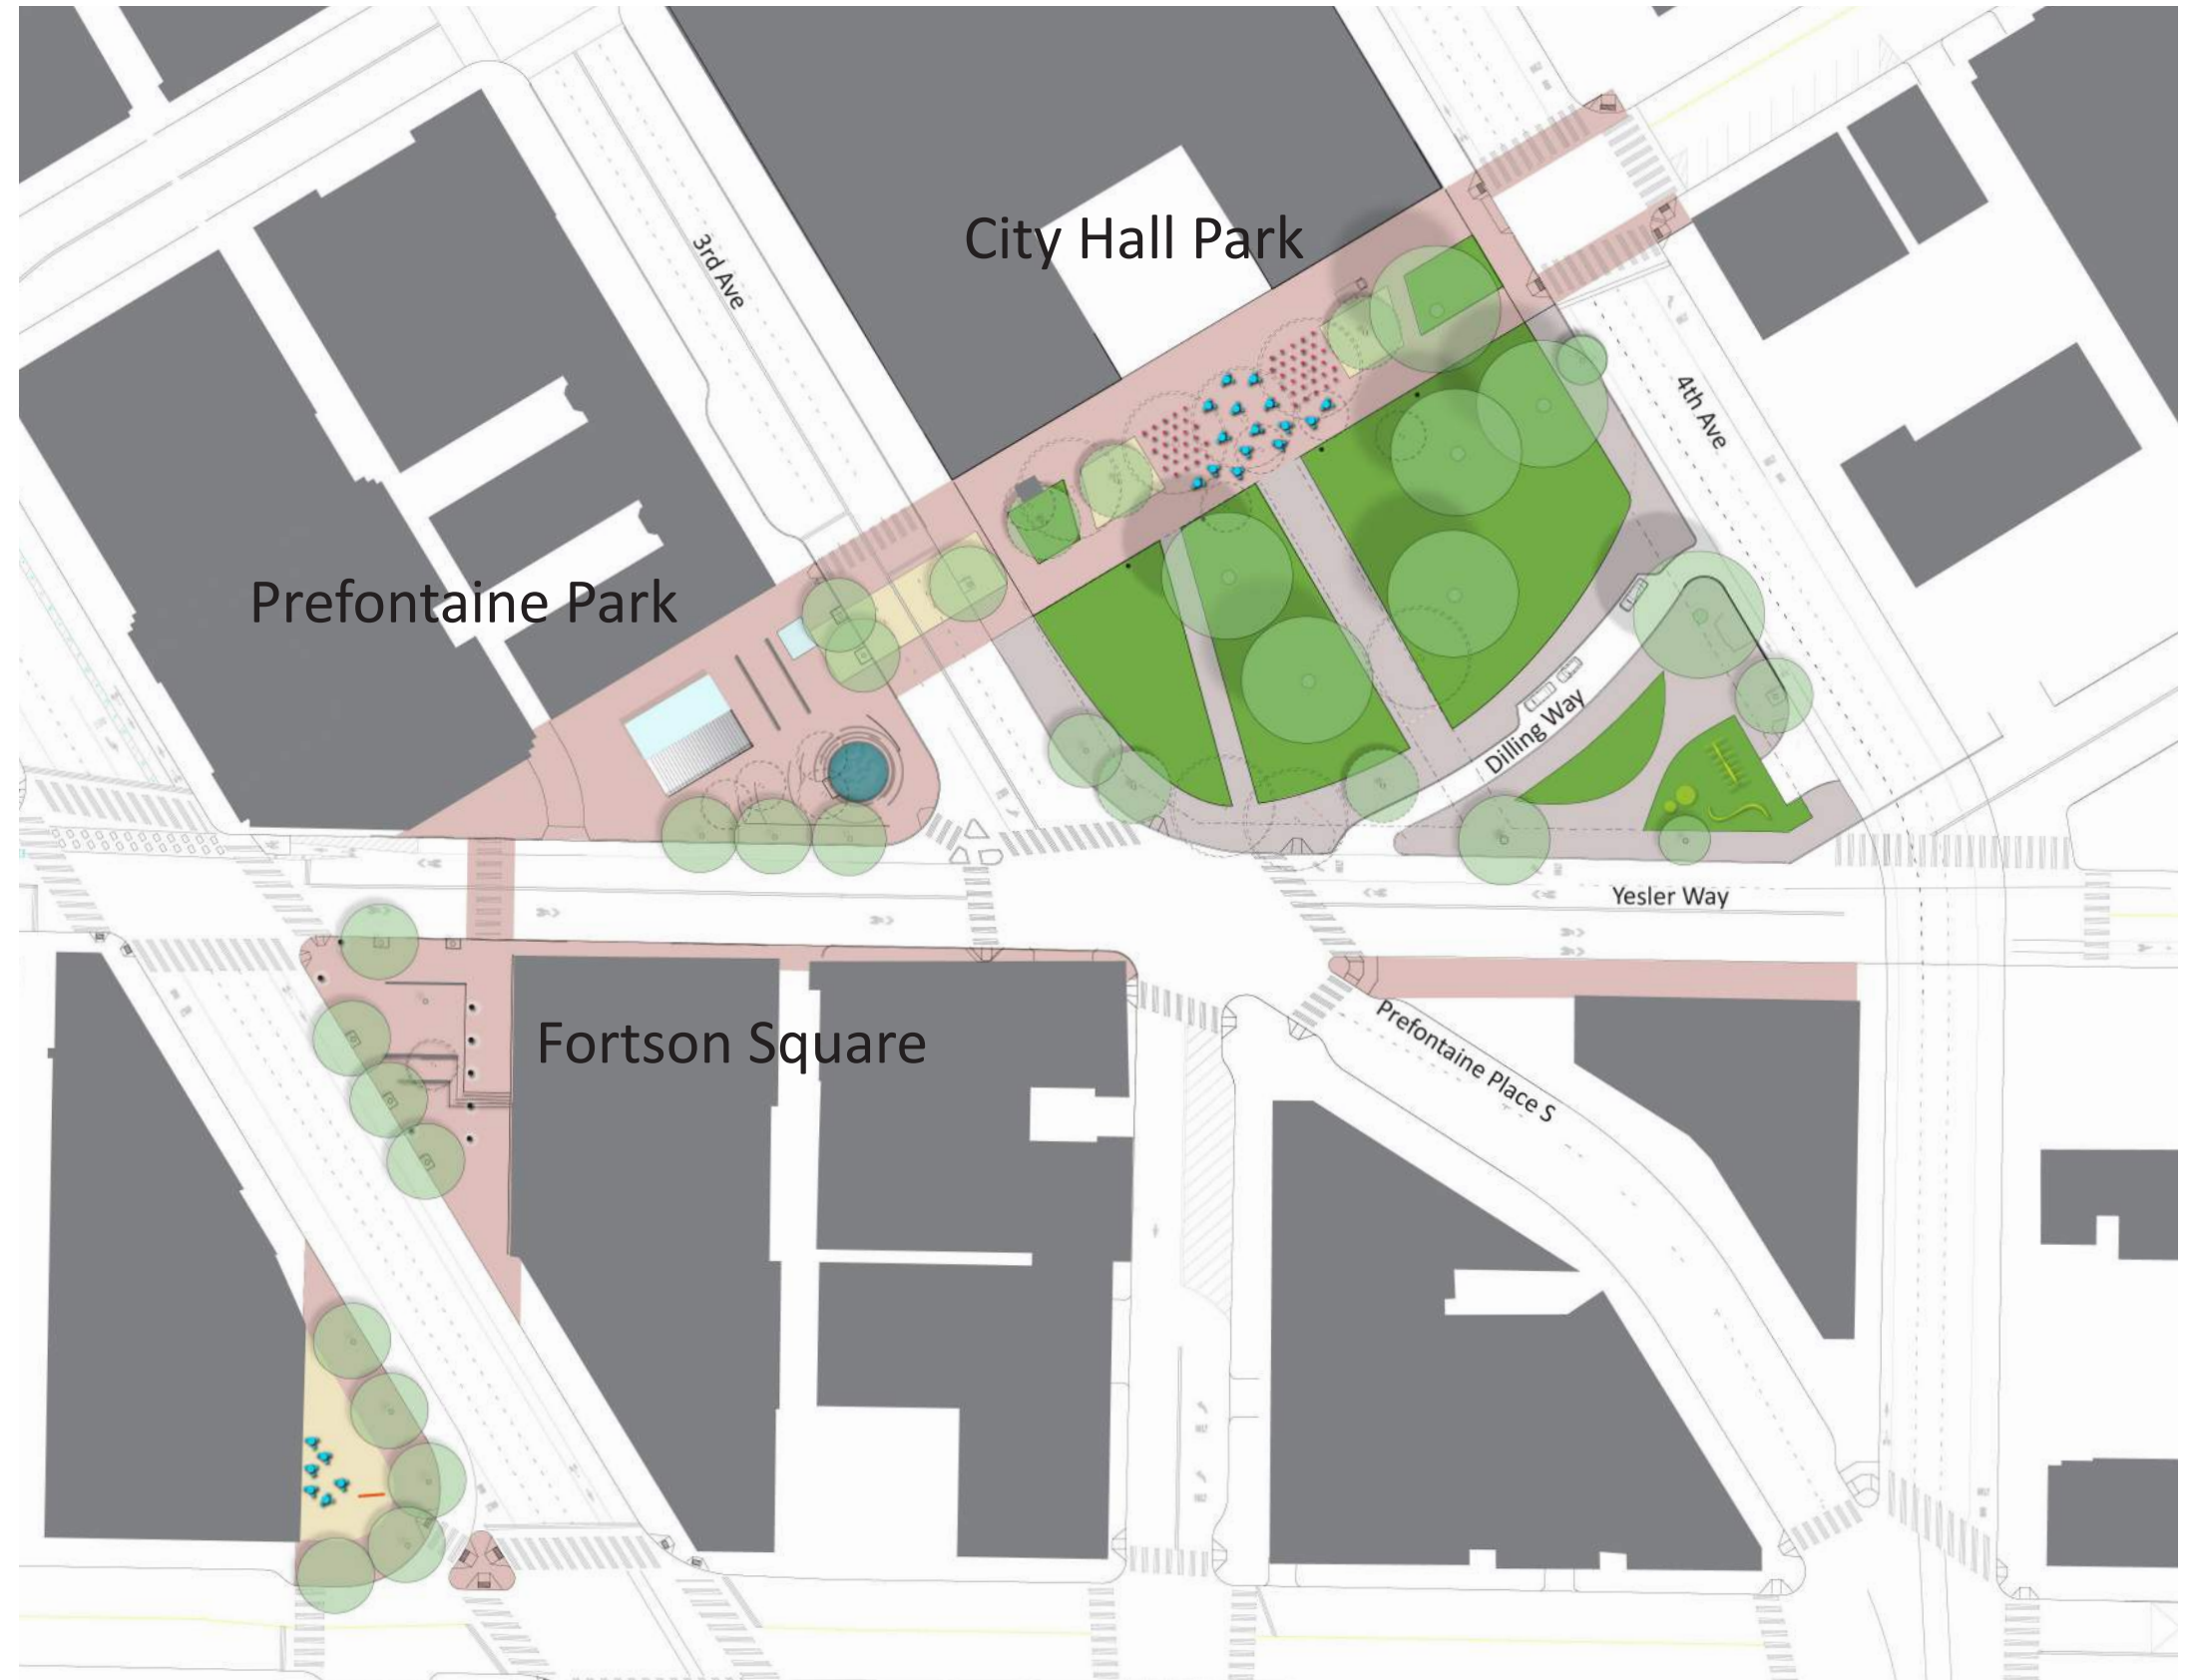 City Hall Park
3rd Ave
4th Ave
Prefontaine Park
Dilling Way
Yesler Way
Fortson Square
Prefontaine Place S